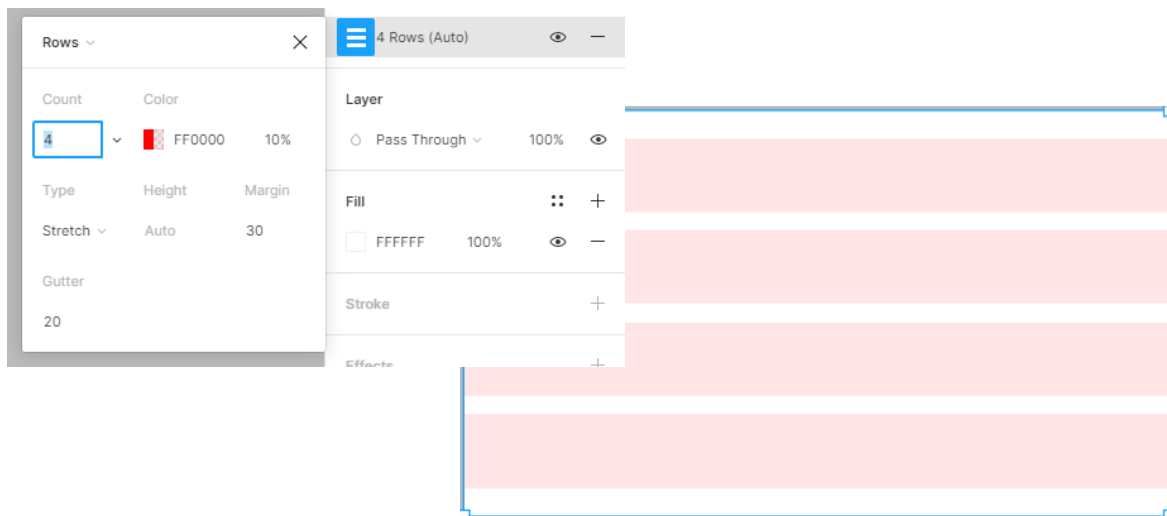 Rows
Count Color
4 FF0000 10%
Type Height Margin
Stretch Auto 30
Gutter
20
4 Rows (Auto)
Layer
Pass Through 100%
Fill
FFFFFF 100%
Stroke
Effects